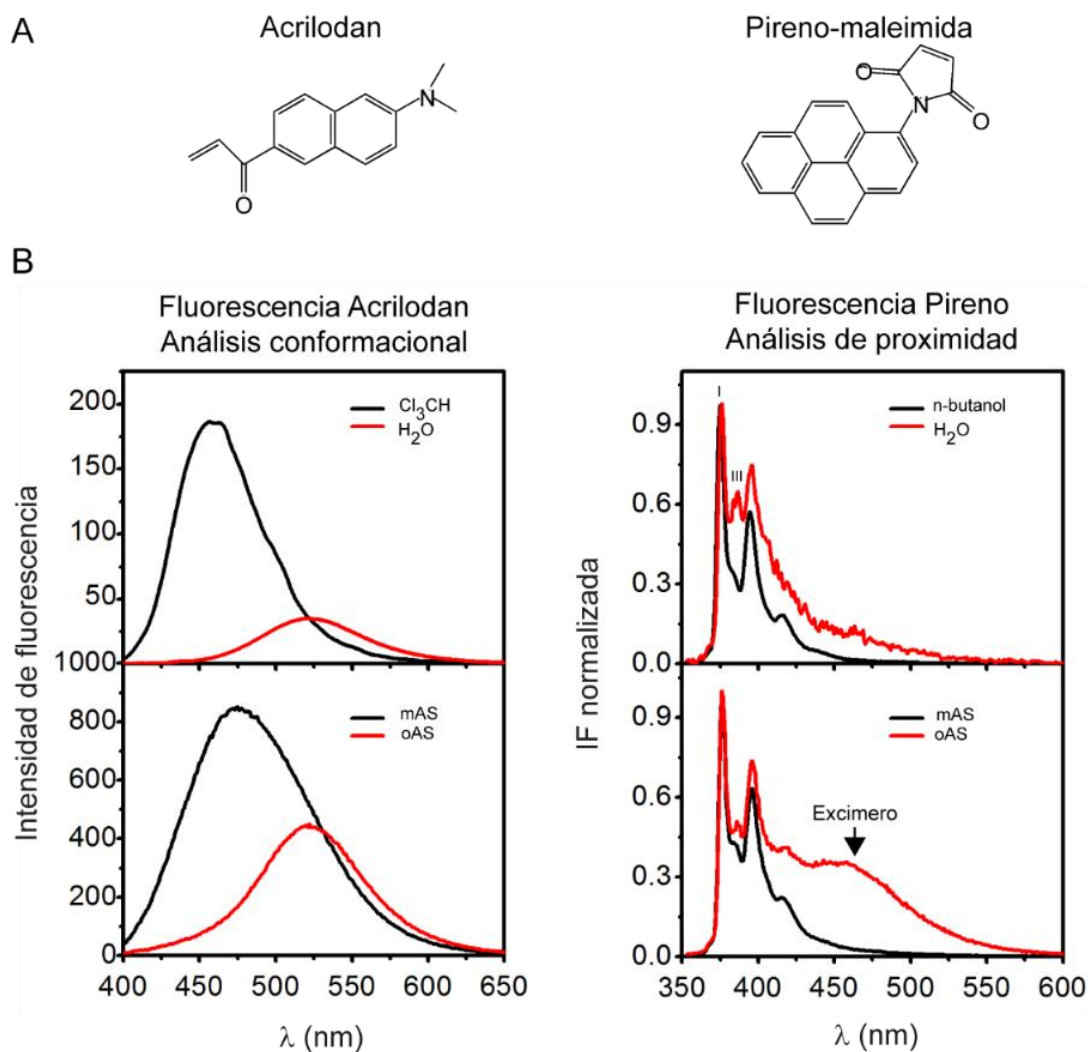 A
Acrilodan
Pireno-maleimida
N
O
O
N
O
B
Fluorescencia Acrilodan
Análisis conformacional
Fluorescencia Pireno
Análisis de proximidad
Intensidad de fluorescencia
200
150
100
50
1000
800
600
400
200
0
Cl3CH
H2O
mAS
oAS
400 450 500 550 600 650
λ (nm)
IF normalizada
0.9
0.6
0.3
0.0
0.9
0.6
0.3
0.0
I
III
n-butanol
H2O
mAS
oAS
Excimero
350 400 450 500 550 600
λ (nm)